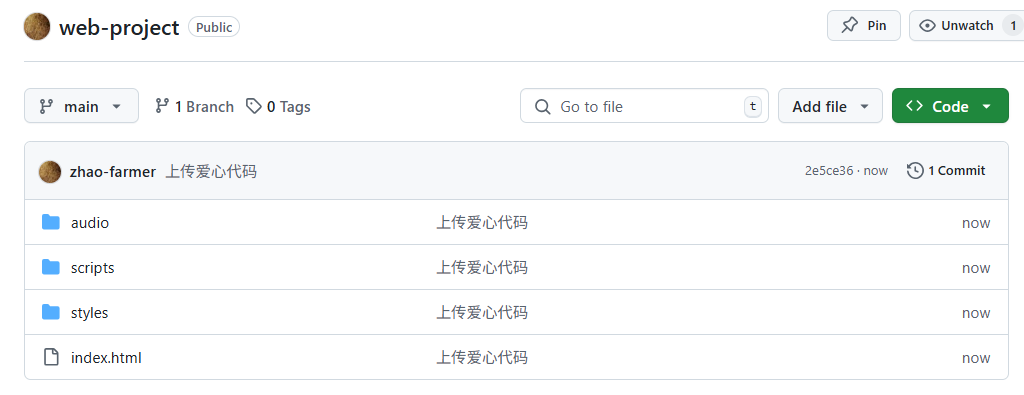 web-project Public Pin Unwatch 1
main 1 Branch 0 Tags Go to file t Add file Code
zhao-farmer 上传爱心代码 2e5ce36 · now 1 Commit
audio 上传爱心代码 now
scripts 上传爱心代码 now
styles 上传爱心代码 now
index.html 上传爱心代码 now